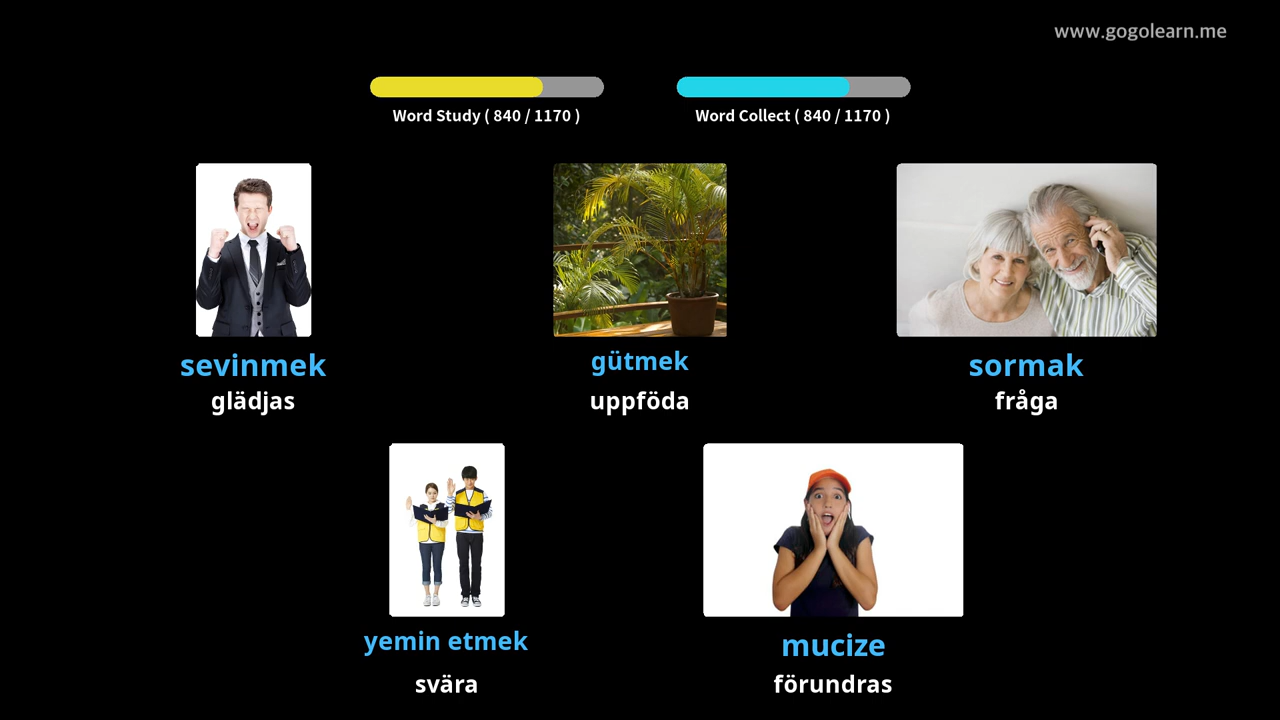 www.gogolearn.me
Word Study ( 840 / 1170 )
Word Collect ( 840 / 1170 )
sevinmek
glädjas
gütmek
uppföda
sormak
fråga
yemin etmek
svära
mucize
förundras